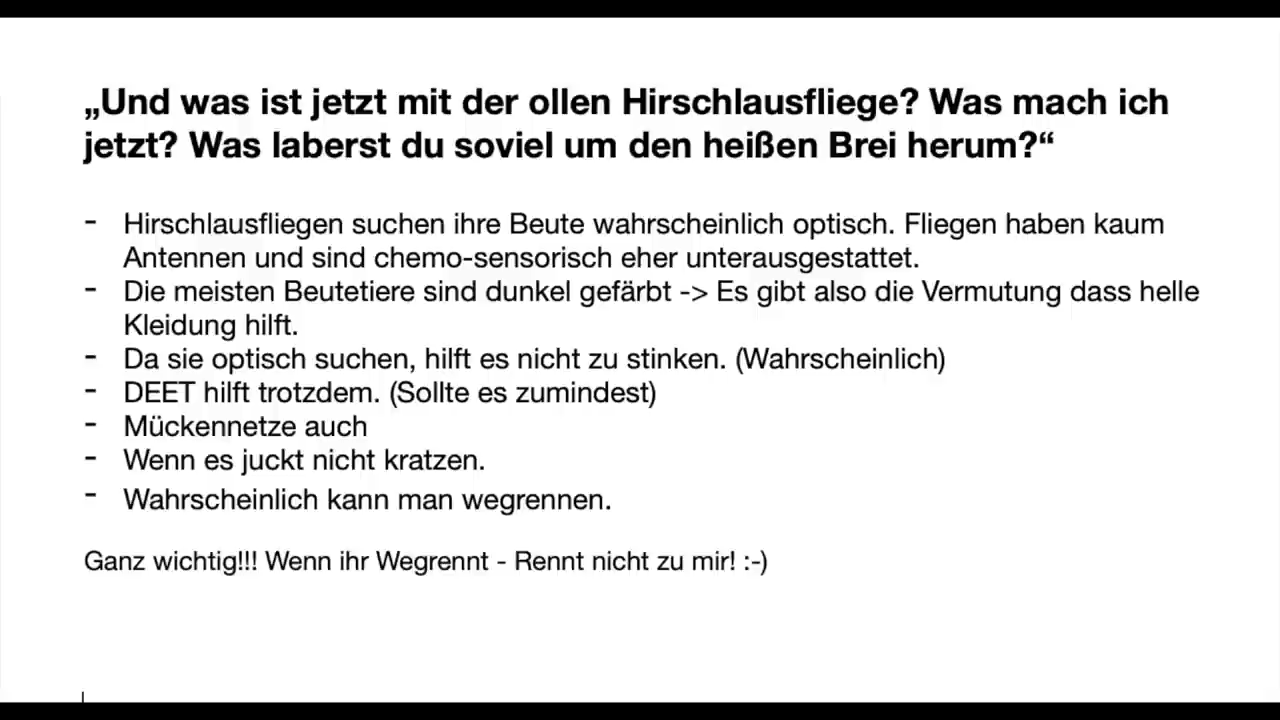 „Und was ist jetzt mit der ollen Hirschlausfliege? Was mach ich
jetzt? Was laberst du soviel um den heißen Brei herum?“
- Hirschlausfliegen suchen ihre Beute wahrscheinlich optisch. Fliegen haben kaum
Antennen und sind chemo-sensorisch eher unterausgestattet.
- Die meisten Beutetiere sind dunkel gefärbt -> Es gibt also die Vermutung dass helle
Kleidung hilft.
- Da sie optisch suchen, hilft es nicht zu stinken. (Wahrscheinlich)
- DEET hilft trotzdem. (Sollte es zumindest)
- Mückennetze auch
- Wenn es juckt nicht kratzen.
- Wahrscheinlich kann man wegrennen.
Ganz wichtig!!! Wenn ihr Wegrennt - Rennt nicht zu mir! :-)